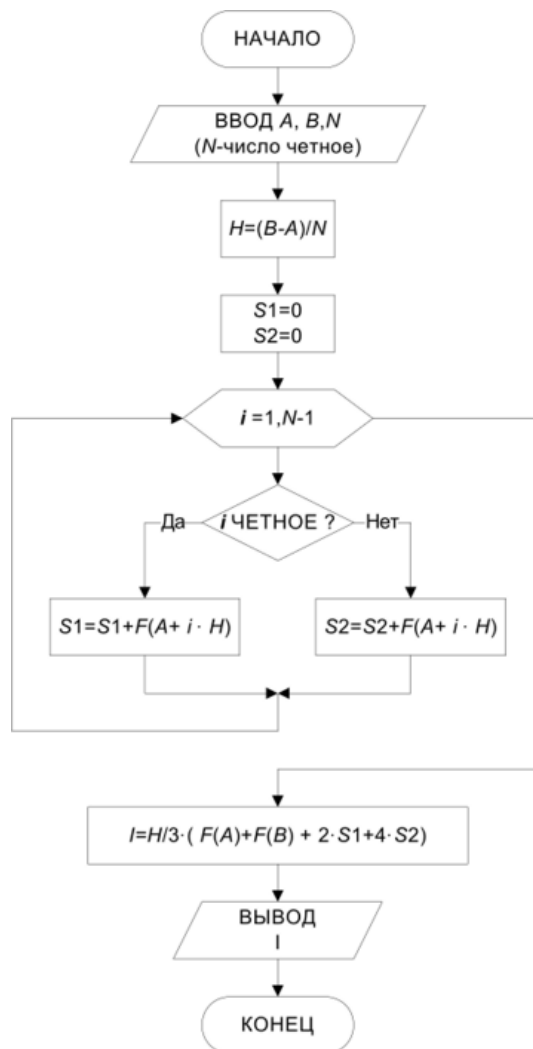 НАЧАЛО
ВВОД A, B,N
(N-число четное)
H=(B-A)/N
S1=0
S2=0
i =1,N-1
Да
i ЧЕТНОЕ ?
Нет
S1=S1+F(A+ i · H)
S2=S2+F(A+ i · H)
I=H/3·( F(A)+F(B) + 2·S1+4·S2)
ВЫВОД
I
КОНЕЦ